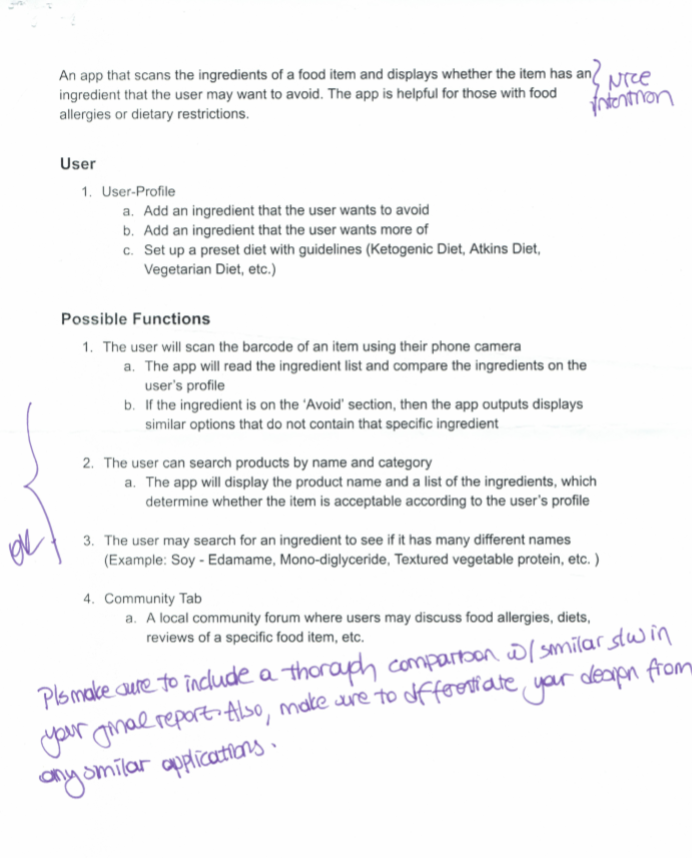 An app that scans the ingredients of a food item and displays whether the item has an
Nice
ingredient that the user may want to avoid. The app is helpful for those with food
intention
allergies or dietary restrictions.
User
1. User-Profile
a. Add an ingredient that the user wants to avoid
b. Add an ingredient that the user wants more of
c. Set up a preset diet with guidelines (Ketogenic Diet, Atkins Diet,
Vegetarian Diet, etc.)
Possible Functions
1. The user will scan the barcode of an item using their phone camera
a. The app will read the ingredient list and compare the ingredients on the
user's profile
b. If the ingredient is on the 'Avoid' section, then the app outputs displays
similar options that do not contain that specific ingredient
2. The user can search products by name and category
a. The app will display the product name and a list of the ingredients, which
determine whether the item is acceptable according to the user's profile
ok
3. The user may search for an ingredient to see if it has many different names
(Example: Soy - Edamame, Mono-diglyceride, Textured vegetable protein, etc. )
4. Community Tab
a. A local community forum where users may discuss food allergies, diets,
reviews of a specific food item, etc.
Pls make sure to include a thoraph comparison w/ similar s/w in
your final report. Also, make sure to differentiate your design from
any similar applications.